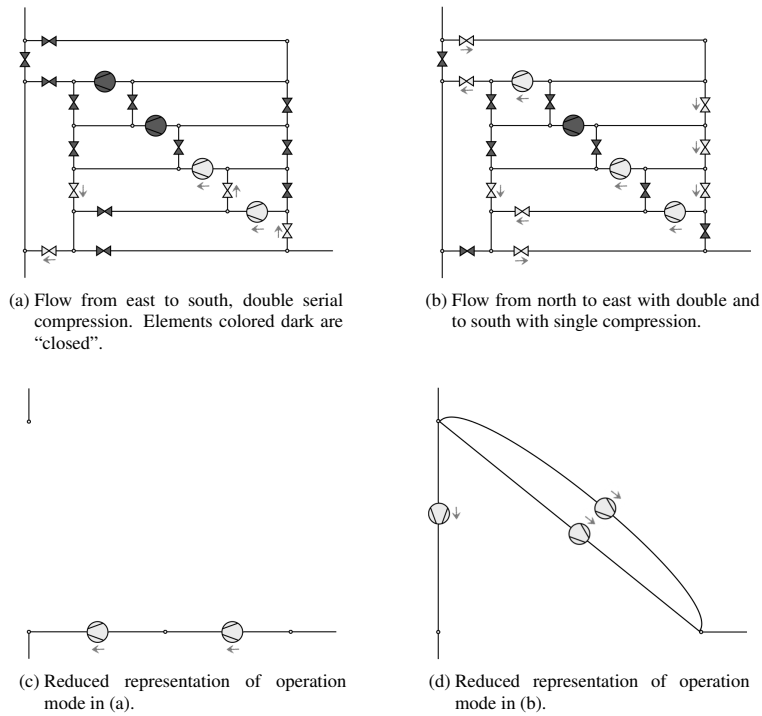 (a) Flow from east to south, double serial
compression. Elements colored dark are
“closed”.
(b) Flow from north to east with double and
to south with single compression.
(c) Reduced representation of operation
mode in (a).
(d) Reduced representation of operation
mode in (b).